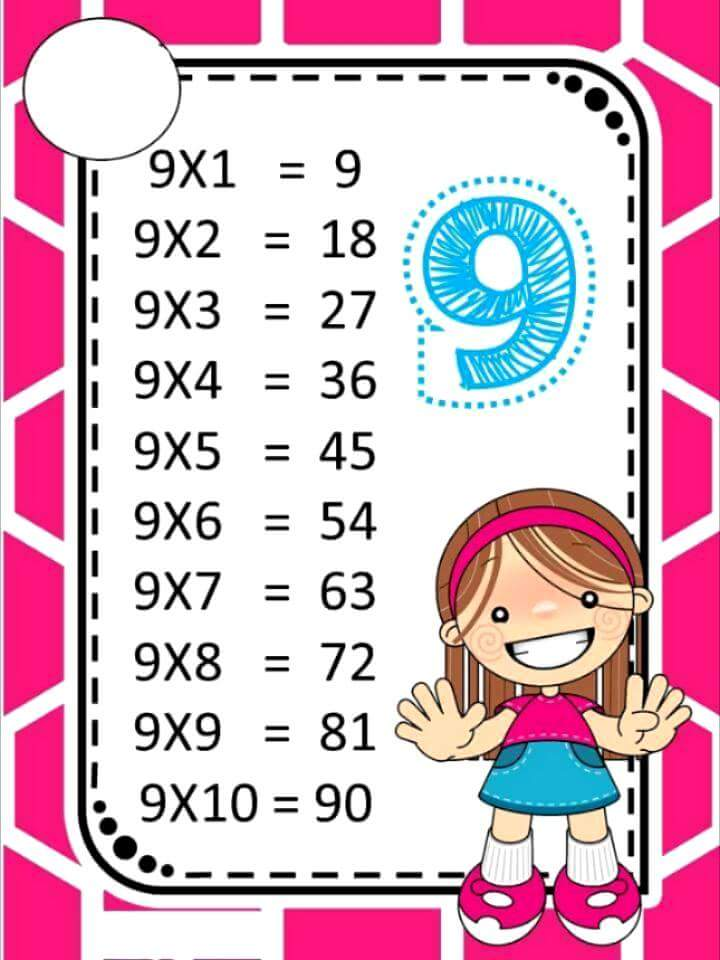 9X1 = 9
9X2 = 18
9X3 = 27
9X4 = 36
9X5 = 45
9X6 = 54
9X7 = 63
9X8 = 72
9X9 = 81
9X10 = 90
9